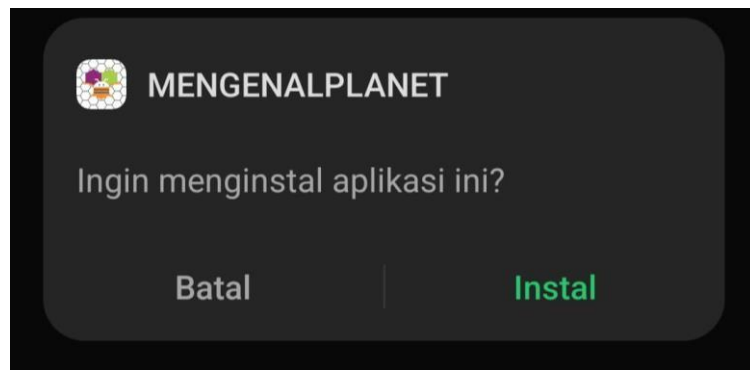 MENGENALPLANET
Ingin menginstal aplikasi ini?
Batal
Instal